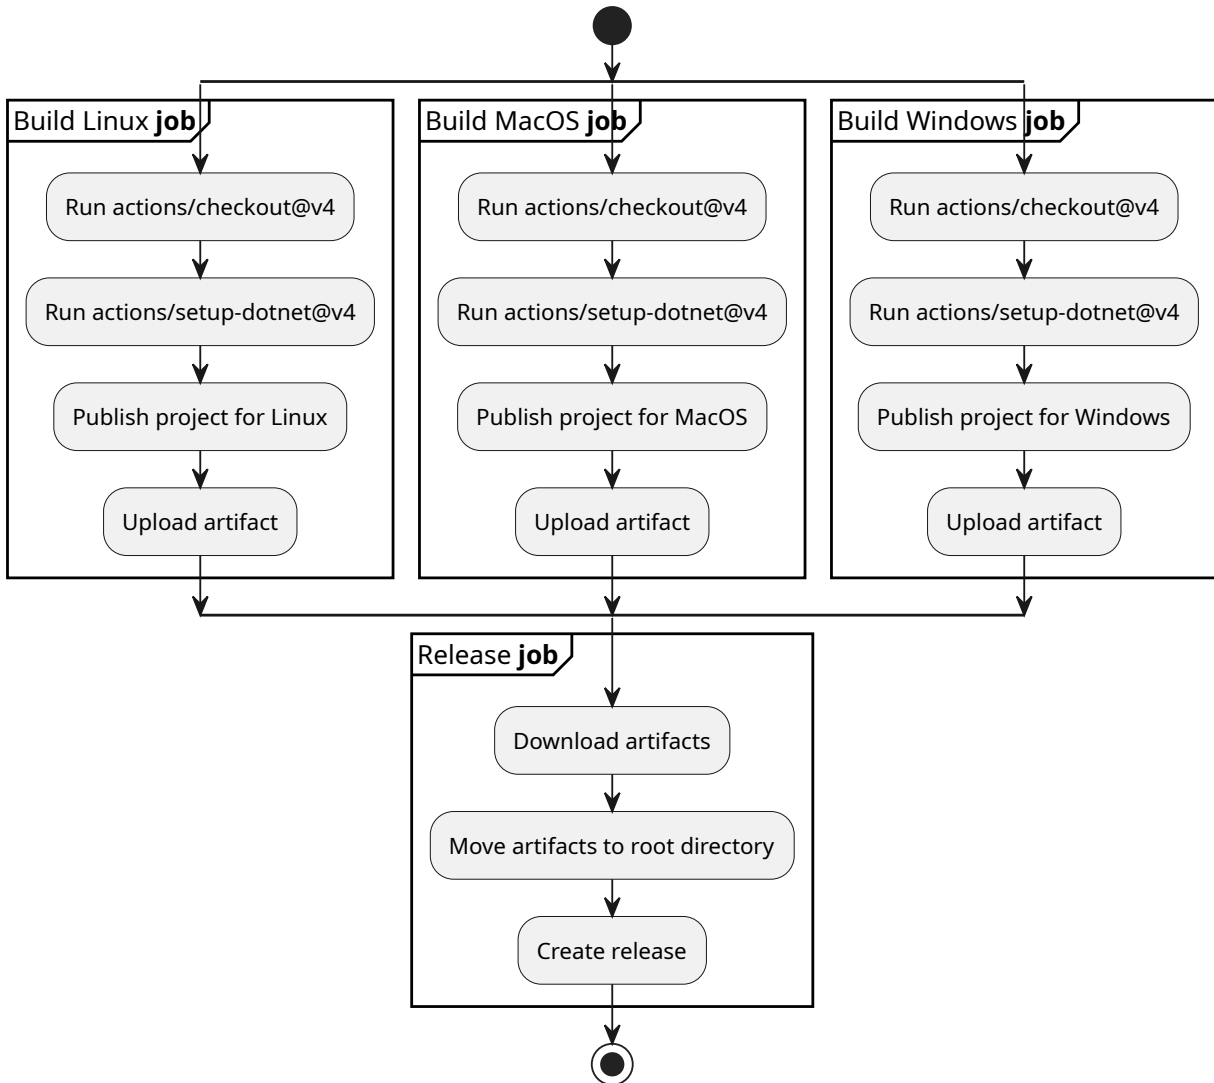 Build Linux job
Run actions/checkout@v4
Run actions/setup-dotnet@v4
Publish project for Linux
Upload artifact
Build MacOS job
Run actions/checkout@v4
Run actions/setup-dotnet@v4
Publish project for MacOS
Upload artifact
Build Windows job
Run actions/checkout@v4
Run actions/setup-dotnet@v4
Publish project for Windows
Upload artifact
Release job
Download artifacts
Move artifacts to root directory
Create release